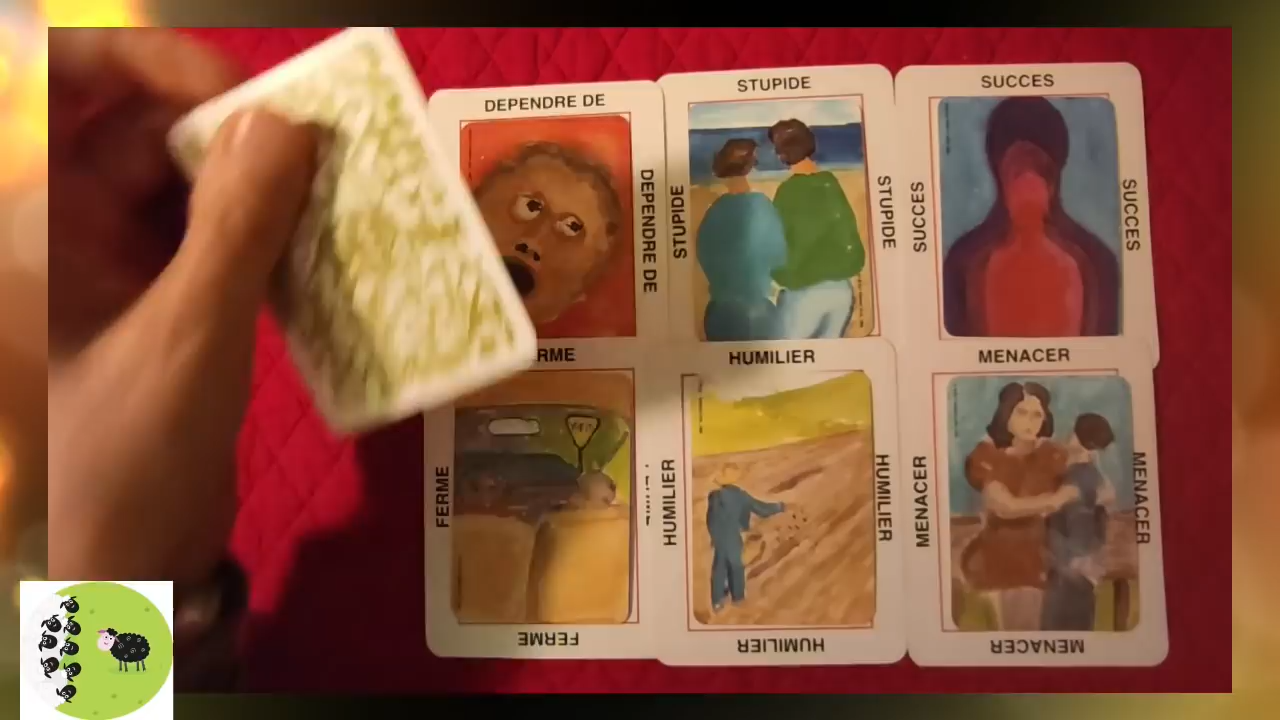 DEPENDRE DE
DEPENDRE DE
STUPIDE
STUPIDE
STUPIDE
SUCCES
SUCCES
SUCCES
FERME
FERME
HUMILIER
HUMILIER
HUMILIER
HUMILIER
MENACER
MENACER
MENACER
MENACER